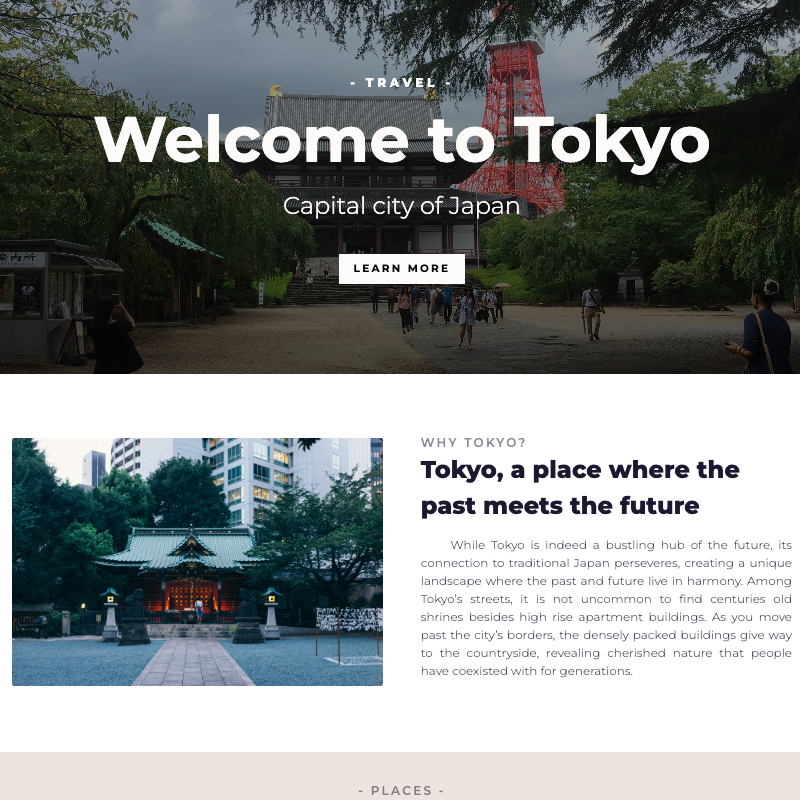 - TRAVEL -
Welcome to Tokyo
Capital city of Japan
案内所
LEARN MORE
WHY TOKYO?
Tokyo, a place where the
past meets the future
While Tokyo is indeed a bustling hub of the future, its
connection to traditional Japan perseveres, creating a unique
landscape where the past and future live in harmony. Among
Tokyo’s streets, it is not uncommon to find centuries old
shrines besides high rise apartment buildings. As you move
past the city’s borders, the densely packed buildings give way
to the countryside, revealing cherished nature that people
have coexisted with for generations.
- PLACES -